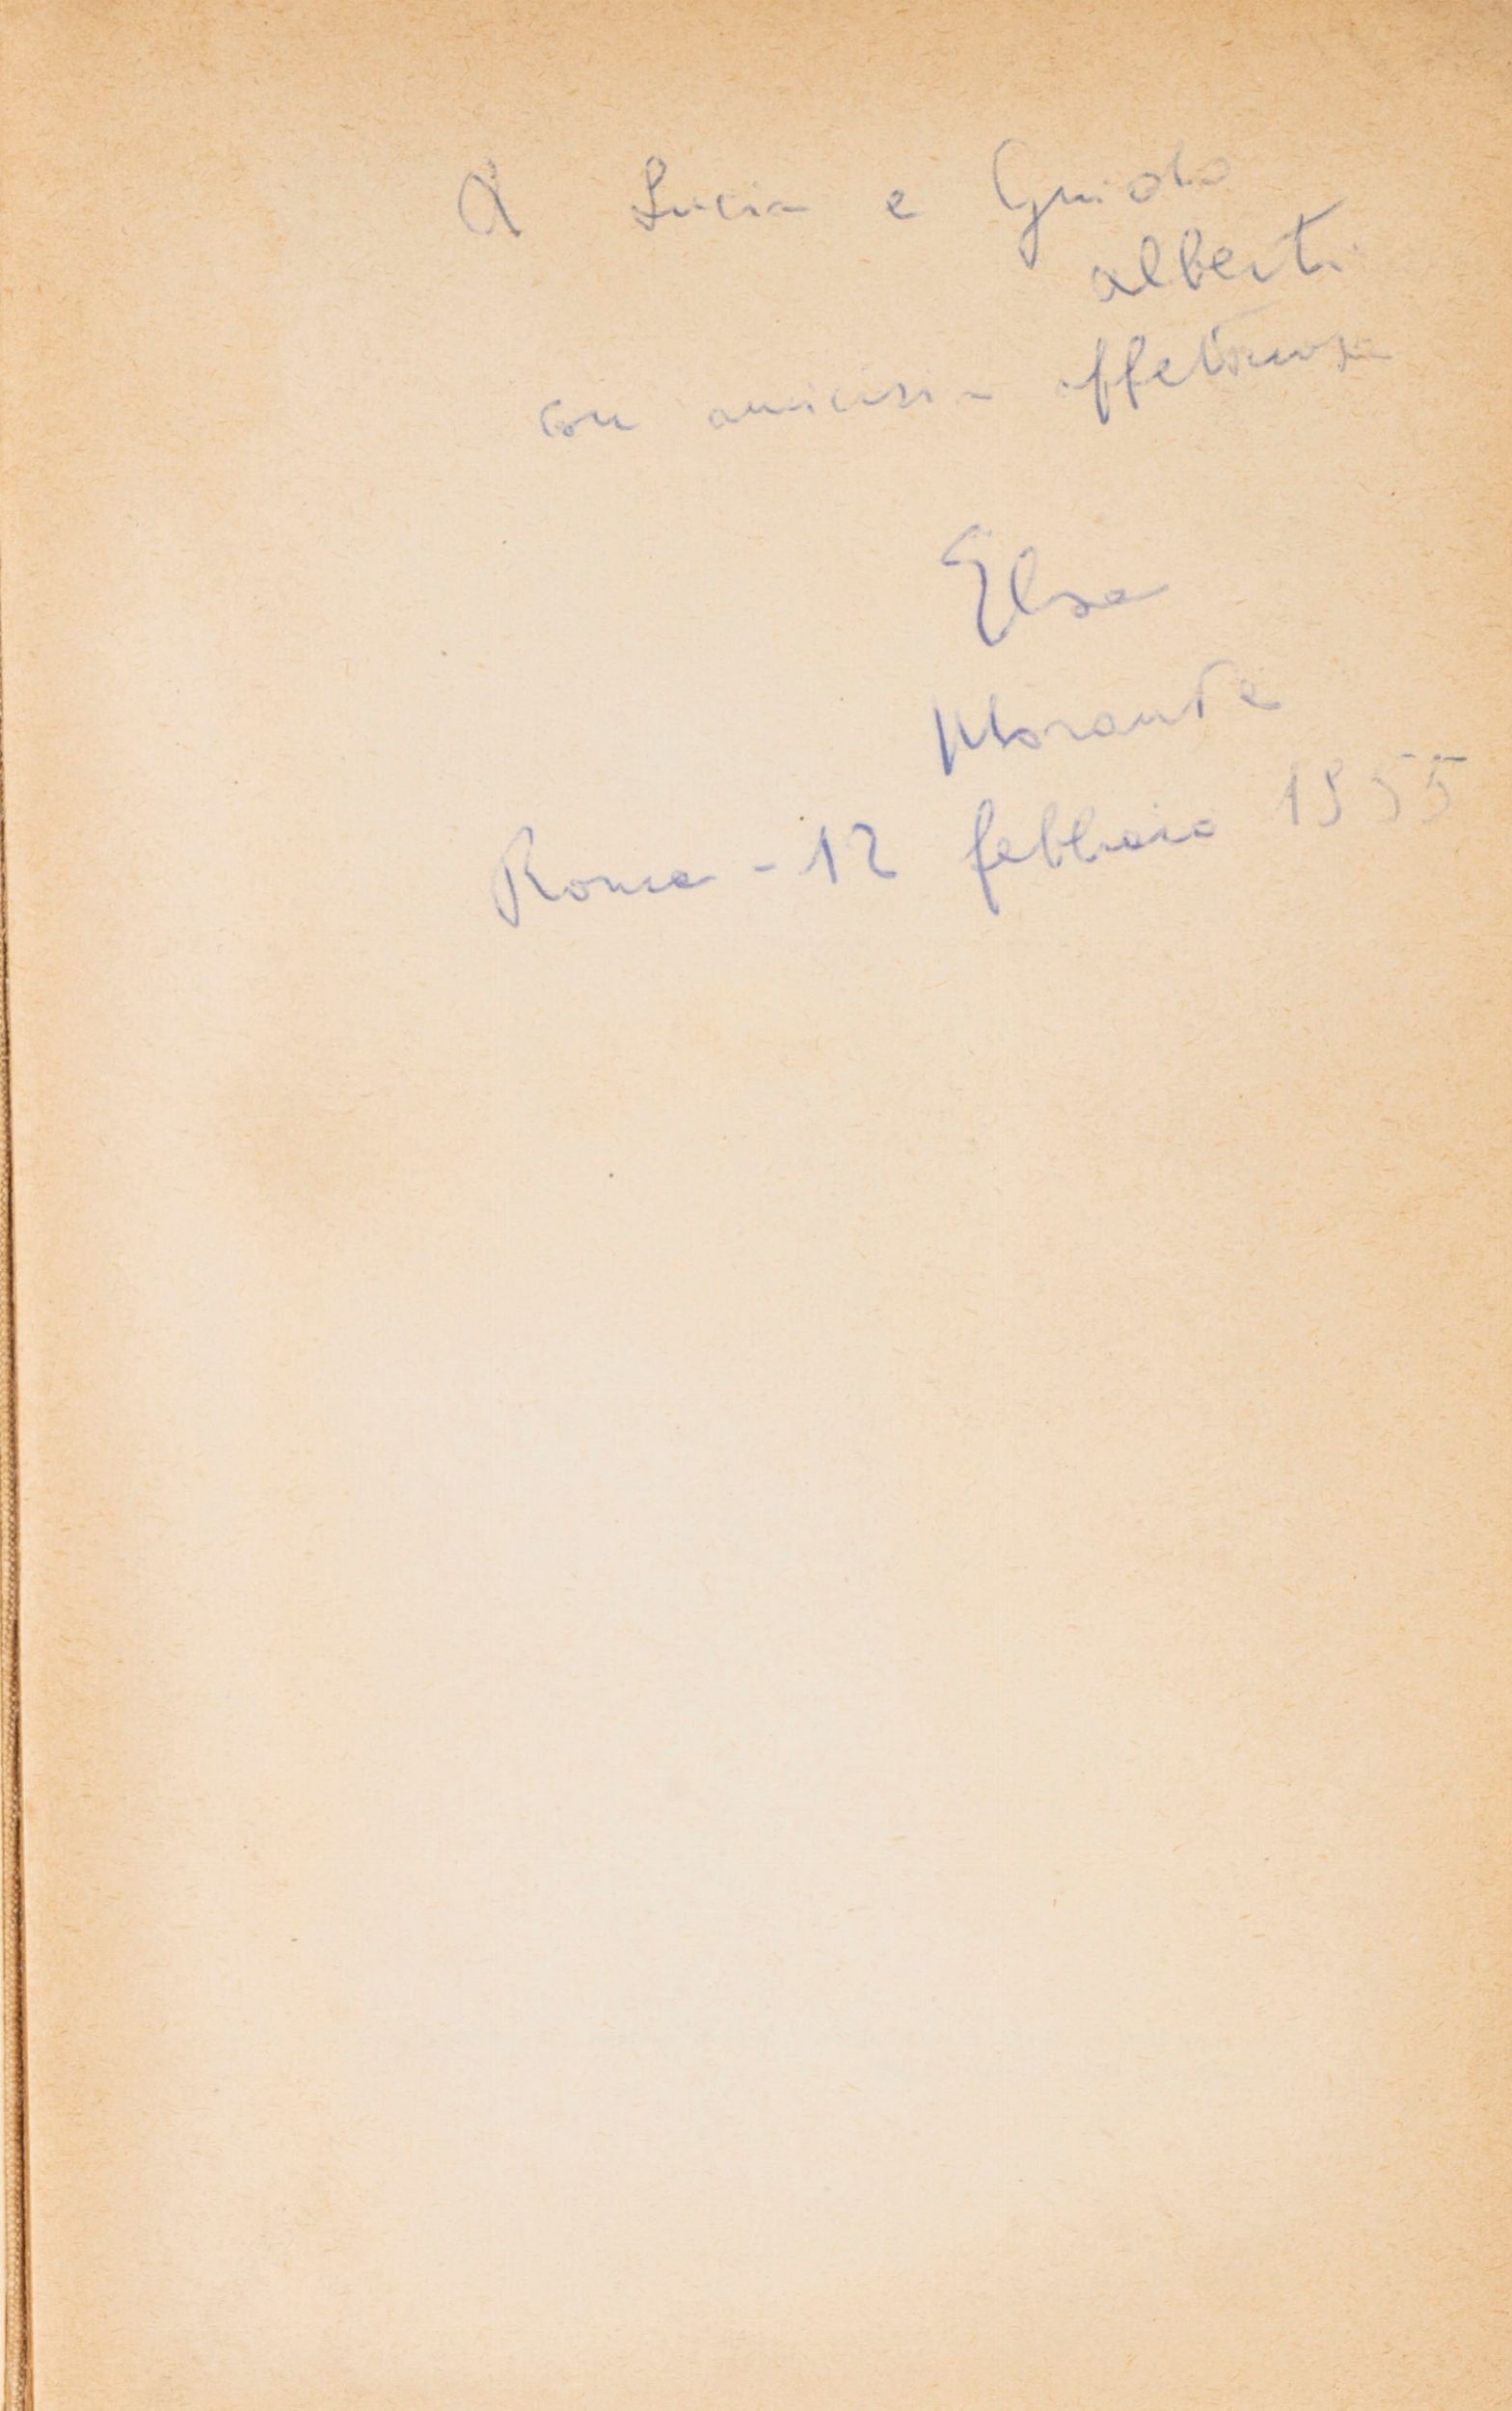 A Lucia e Guido
Alberti
con amicizia affettuosa
Elsa
Morante
Roma - 12 febbraio 1955